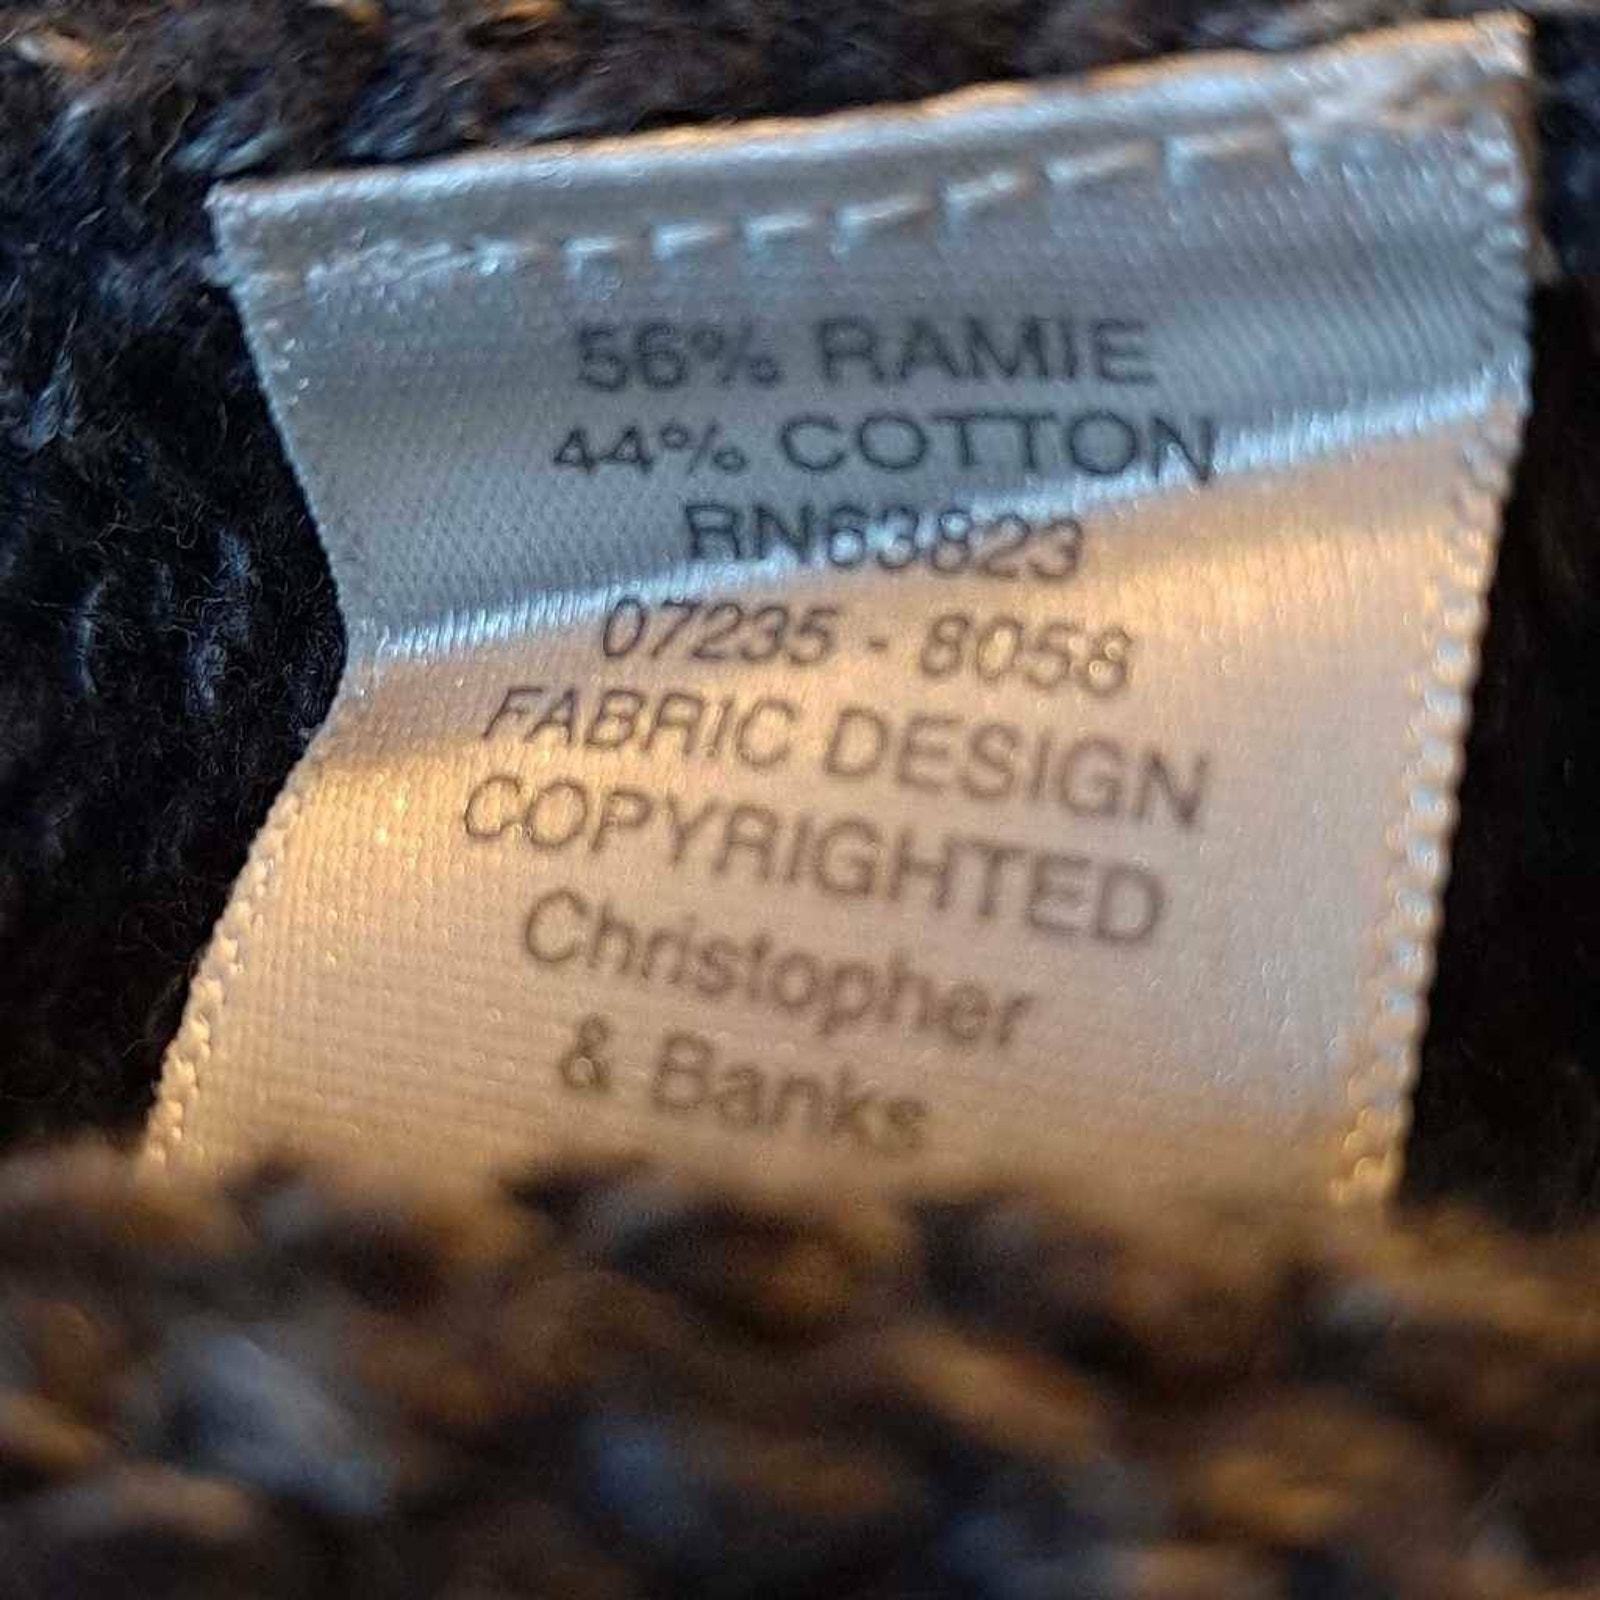 56% RAMIE
44% COTTON
RN63823
07235 - 8058
FABRIC DESIGN
COPYRIGHTED
Christopher
& Banks